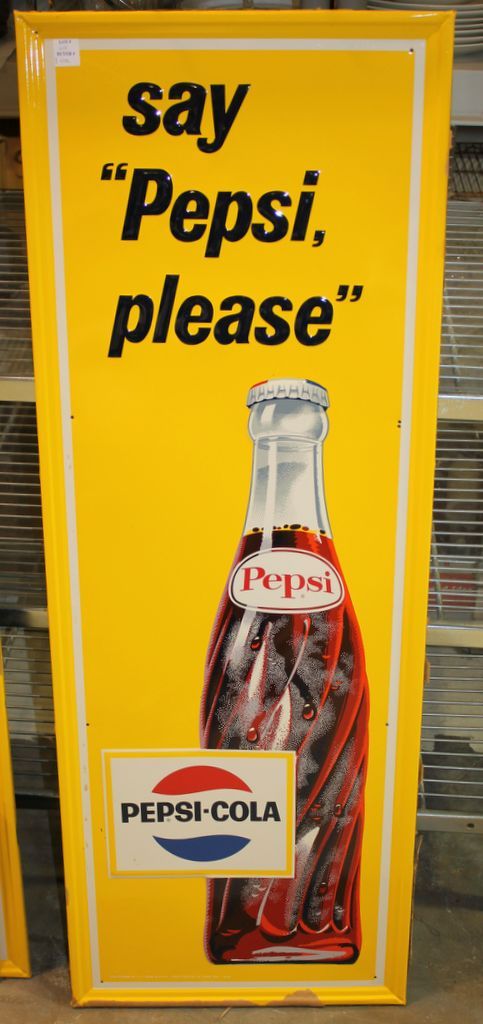 say
“Pepsi,
please”
Pepsi
PEPSI-COLA